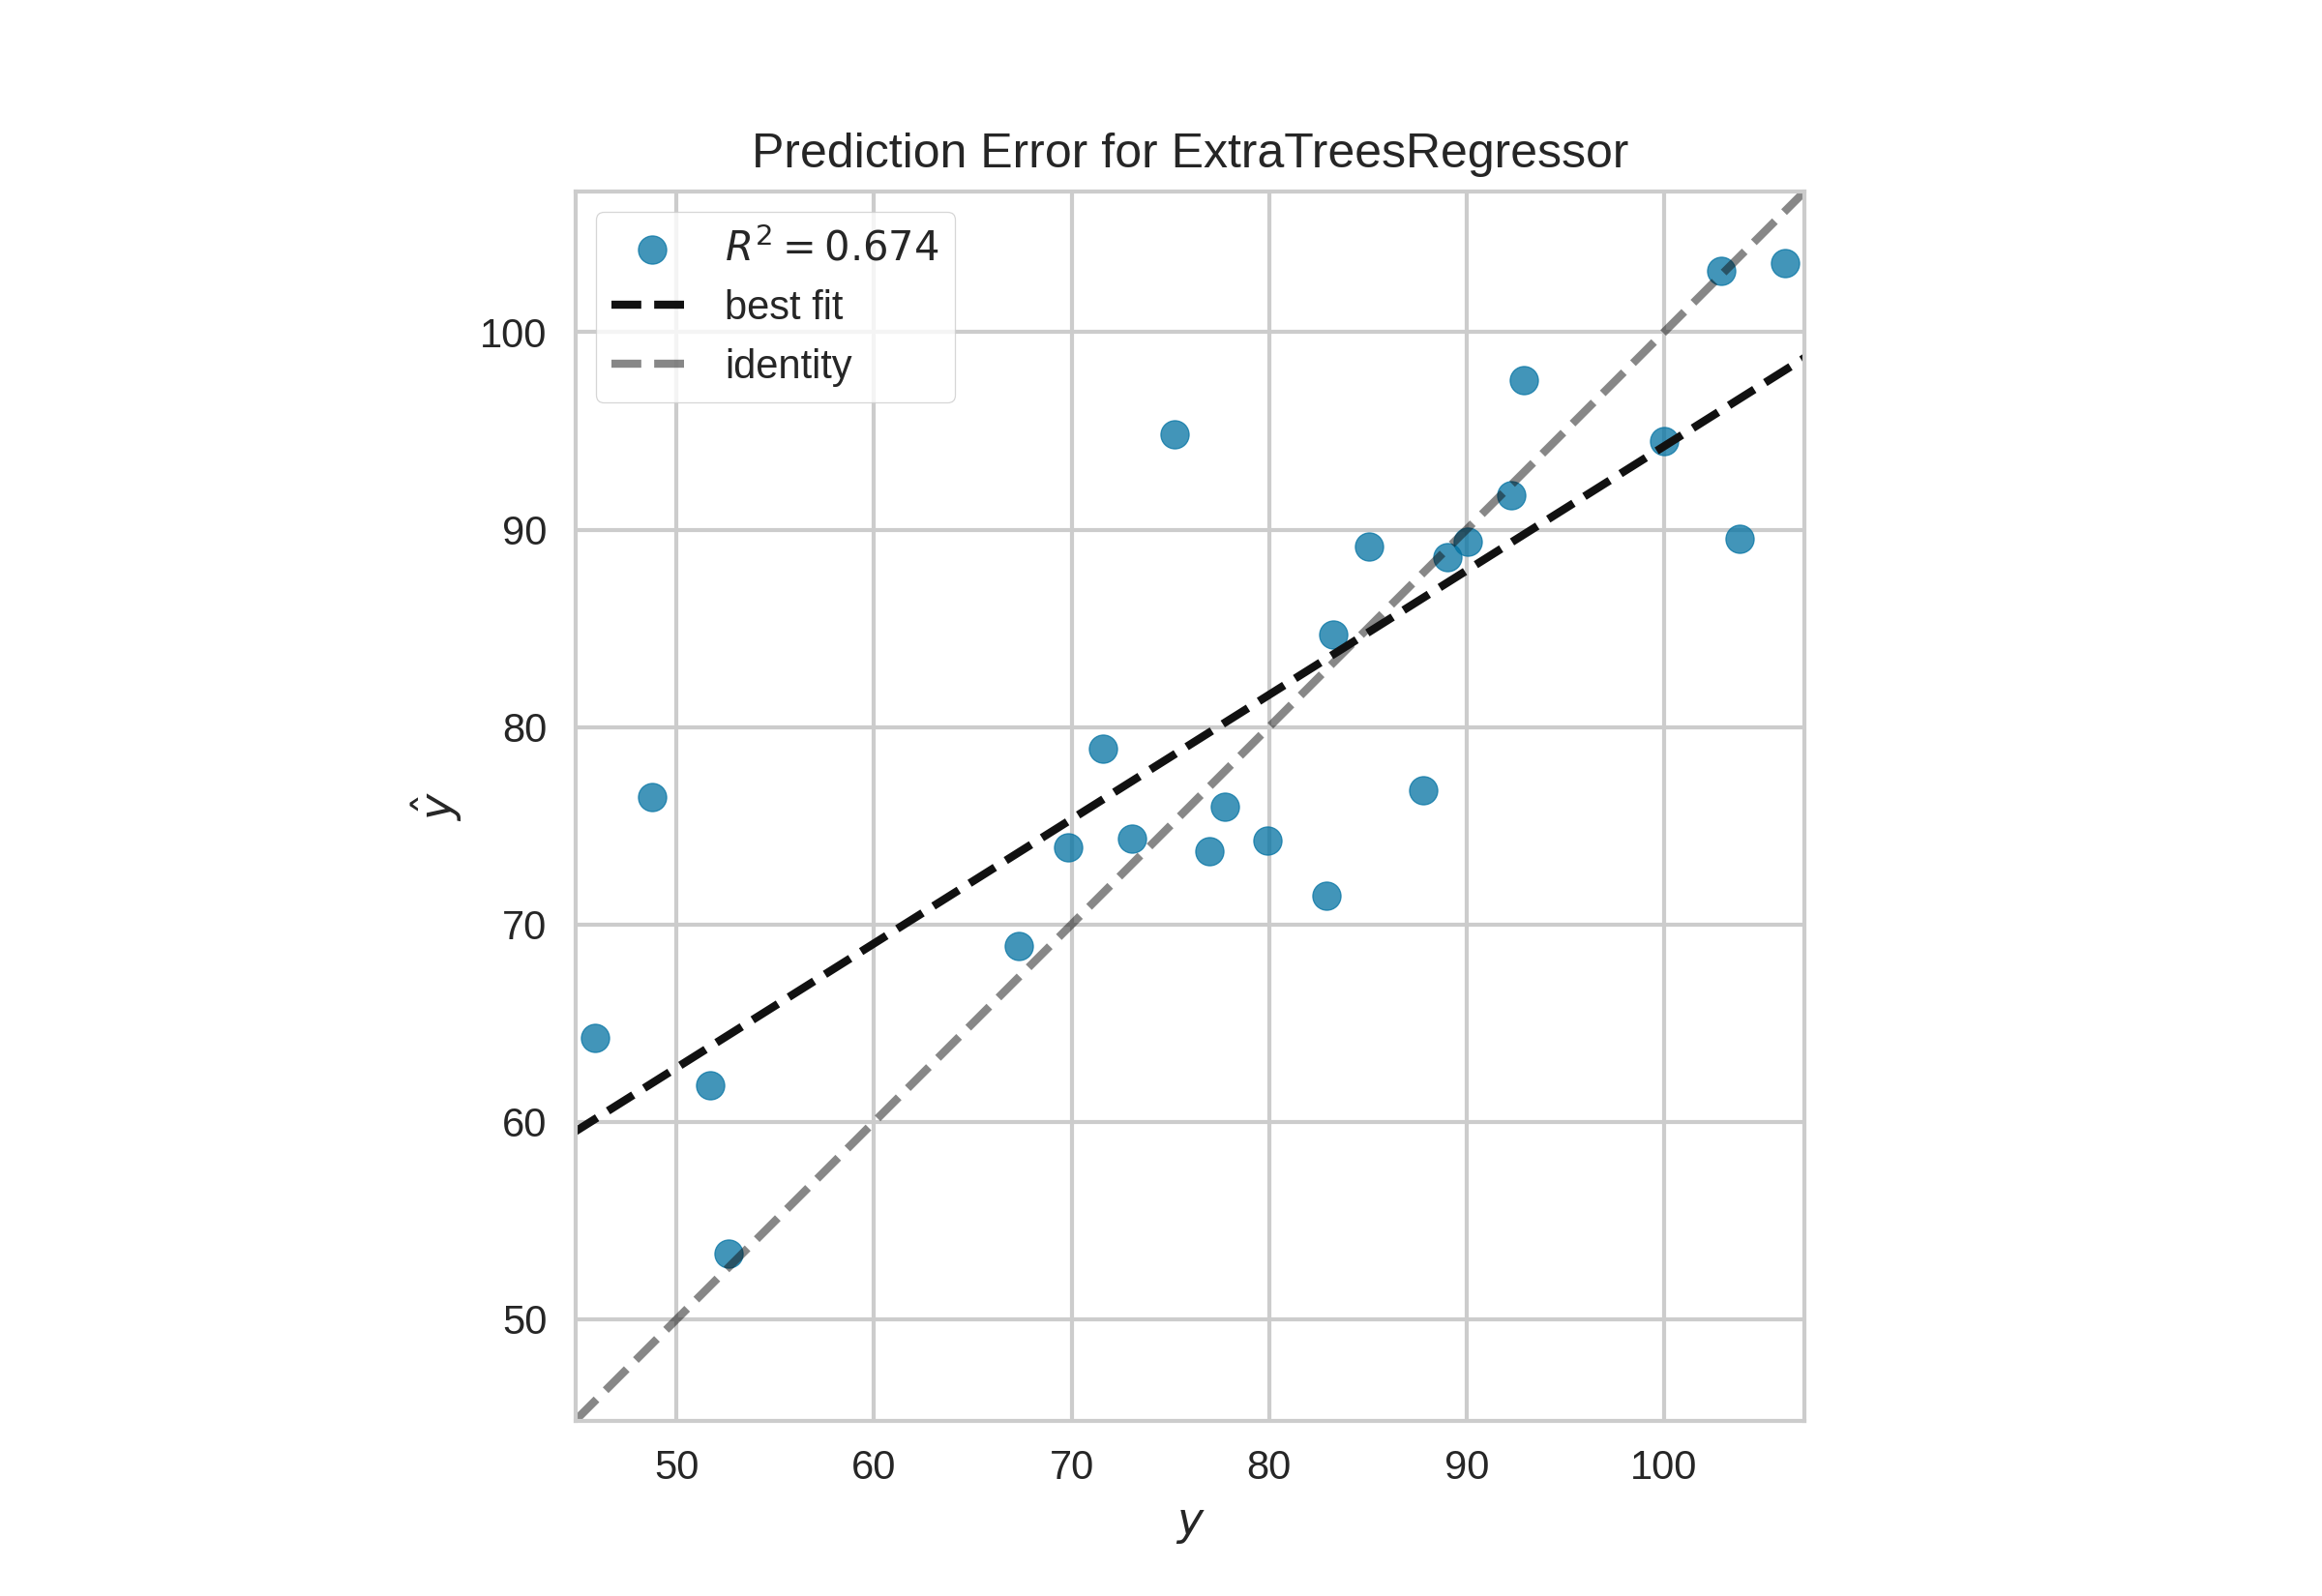 Prediction Error for ExtraTreesRegressor
R² = 0.674
best fit
identity
100
90
80
70
60
50
ŷ
50 60 70 80 90 100
y